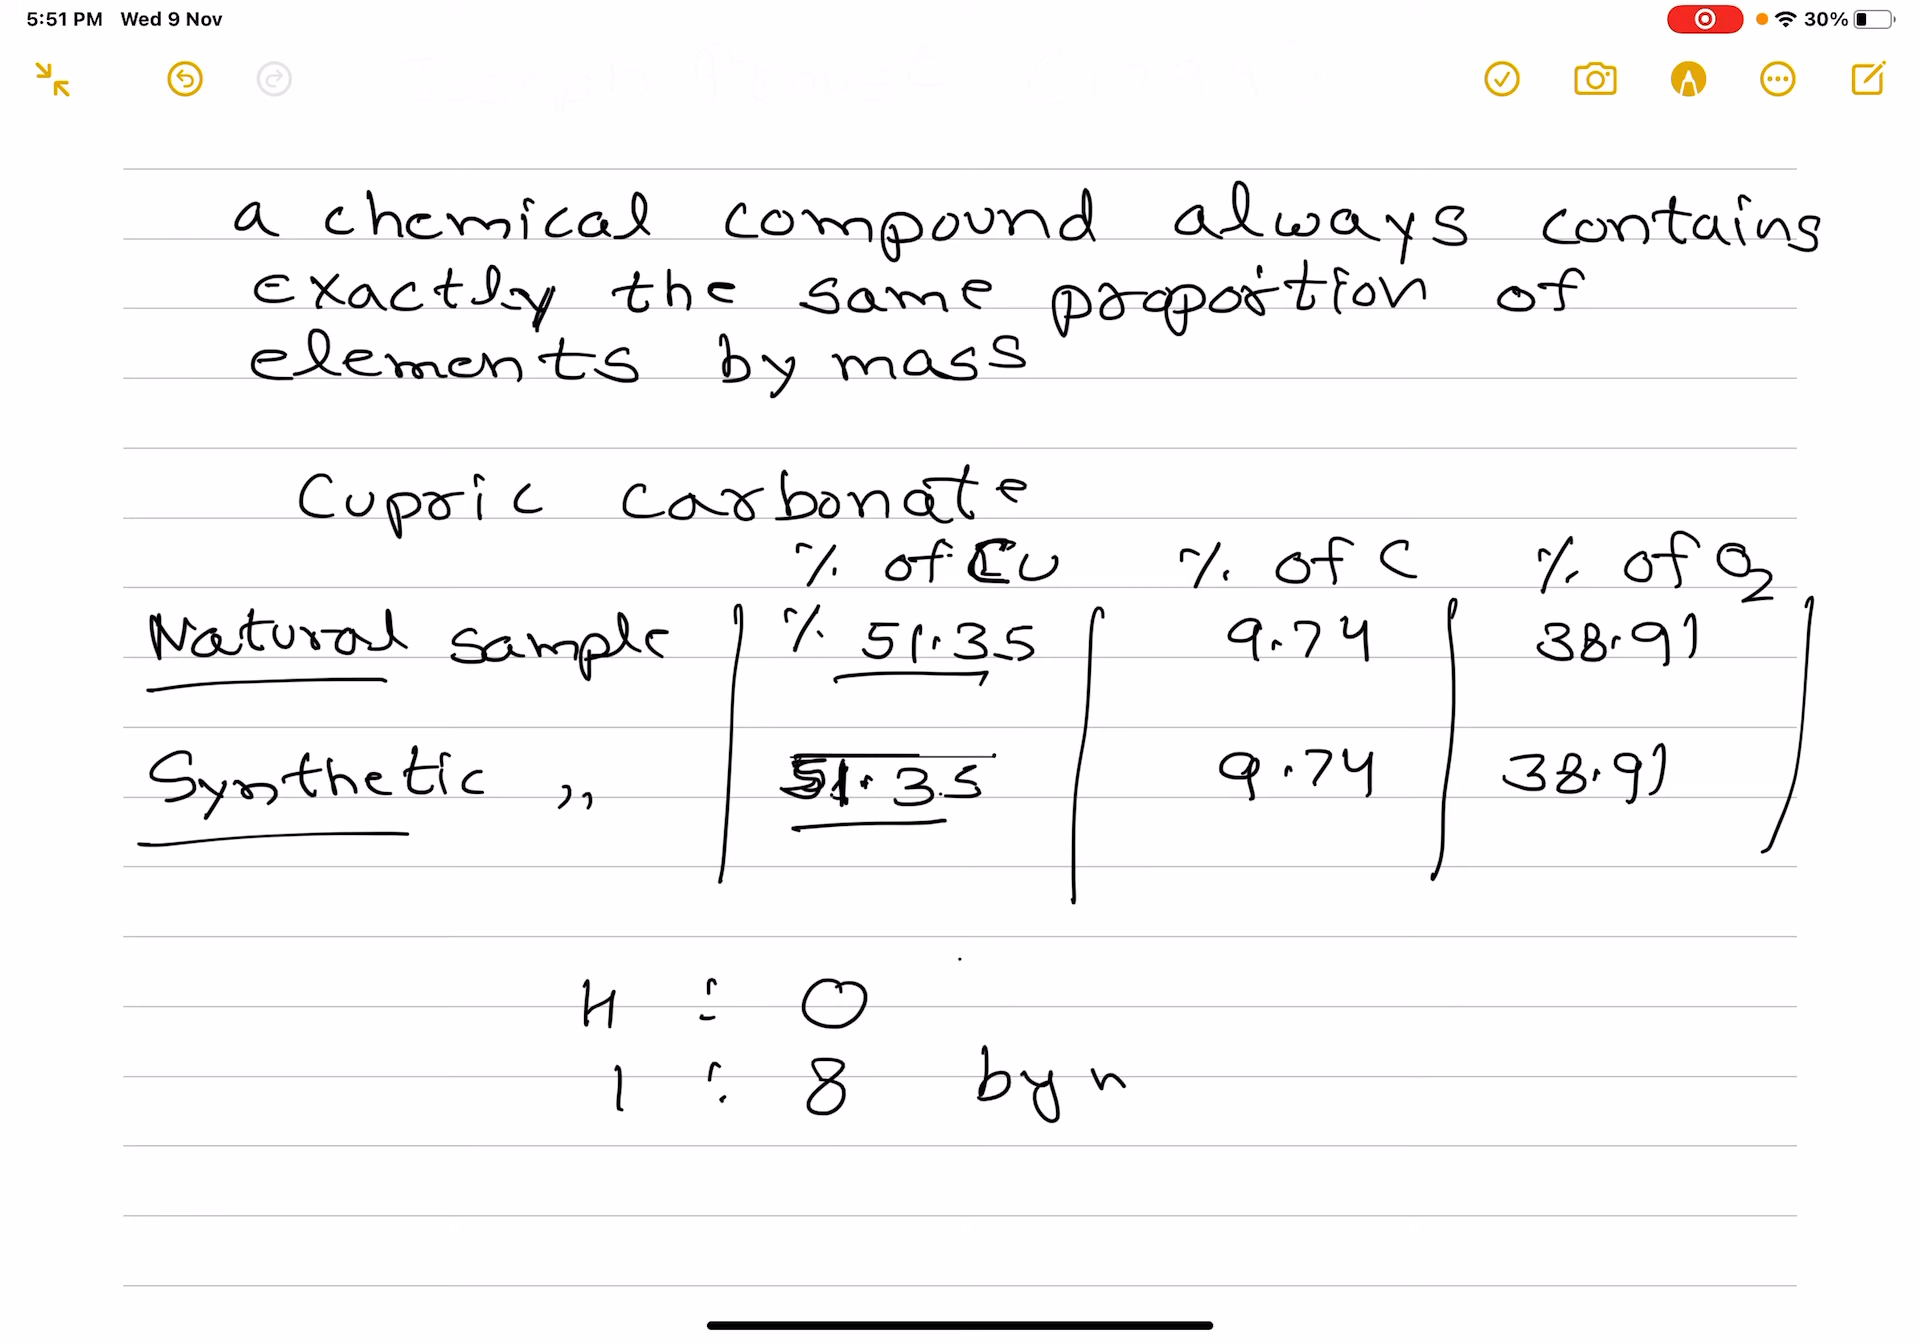 5:51 PM Wed 9 Nov 30%
a chemical compound always contains
exactly the same proportion of
elements by mass
Cupric carbonate
% of Cu % of C % of O2
Natural sample % 51.35 9.74 38.91
Synthetic ,, 51.35 9.74 38.91
H : O
1 : 8 by